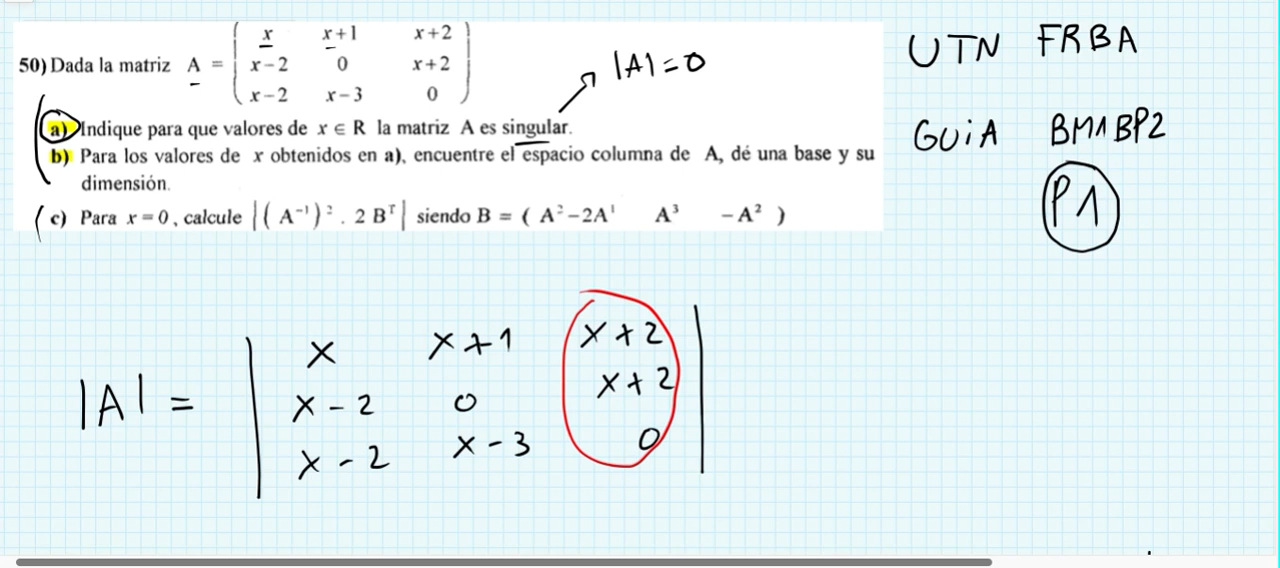 x x+1 x+2
50) Dada la matriz A = x-2 0 x+2
x-2 x-3 0
a) Indique para que valores de x ∈ R la matriz A es singular.
b) Para los valores de x obtenidos en a), encuentre el espacio columna de A, dé una base y su
dimensión.
c) Para x = 0, calcule |( A⁻¹ )² . 2 Bᵀ| siendo B = ( A² – 2A¹ A³ – A² )
|A| = 0
UTN FRBA
GUiA BM1BP2
P1
x x+1 x+2
|A| = x-2 0 x+2
x-2 x-3 0